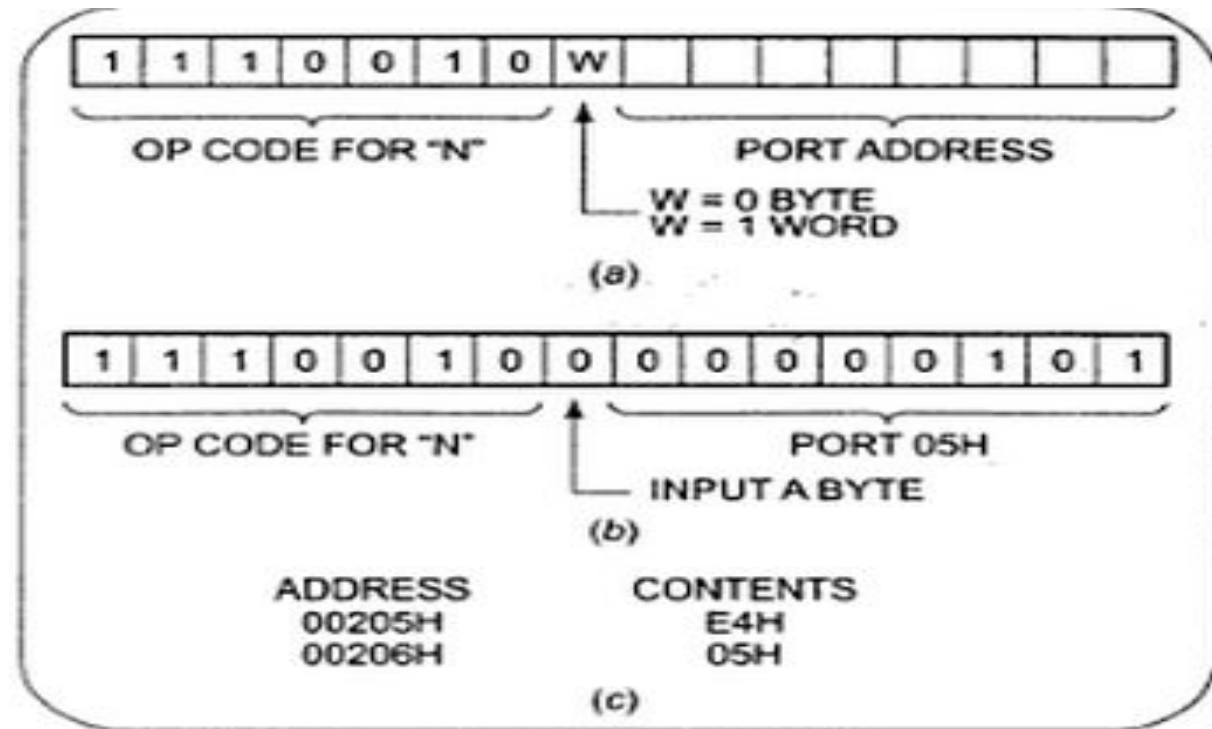 1 1 1 0 0 1 0 W
OP CODE FOR "N" PORT ADDRESS
W = 0 BYTE
W = 1 WORD
(a)
1 1 1 0 0 1 0 0 0 0 0 0 0 1 0 1
OP CODE FOR "N" PORT 05H
INPUT A BYTE
(b)
ADDRESS CONTENTS
00205H E4H
00206H 05H
(c)